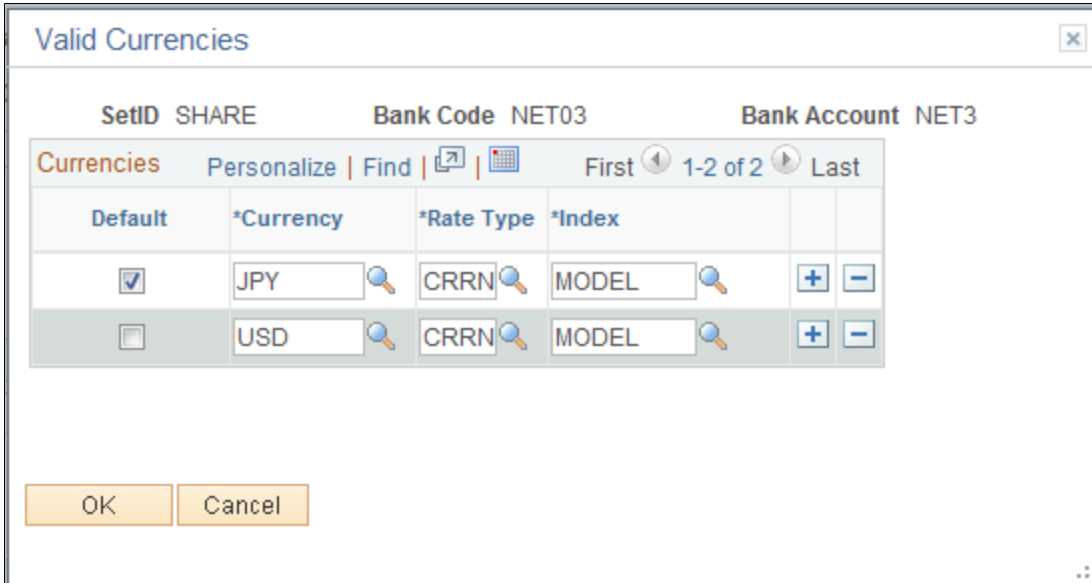 Valid Currencies
SetID SHARE Bank Code NET03 Bank Account NET3
Currencies Personalize | Find | | First 1-2 of 2 Last
Default *Currency *Rate Type *Index
JPY CRRN MODEL + −
USD CRRN MODEL + −
OK Cancel